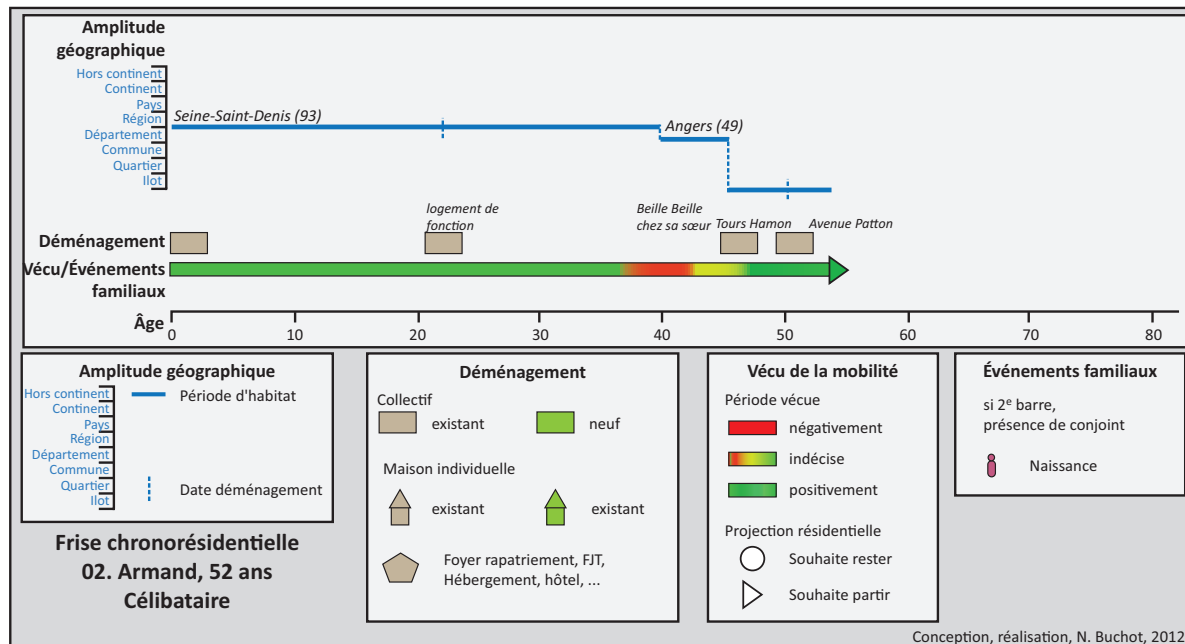 Amplitude
géographique
Hors continent
Continent
Pays
Région
Département
Commune
Quartier
Ilot
Seine-Saint-Denis (93)
Angers (49)
logement de
fonction
Beille Beille
chez sa sœur
Tours Hamon
Avenue Patton
Déménagement
Vécu/Événements
familiaux
Âge
0 10 20 30 40 50 60 70 80
Amplitude géographique
Hors continent
Continent
Pays
Région
Département
Commune
Quartier
Ilot
Période d'habitat
Date déménagement
Frise chronorésidentielle
02. Armand, 52 ans
Célibataire
Déménagement
Collectif
existant neuf
Maison individuelle
existant existant
Foyer rapatriement, FJT,
Hébergement, hôtel, ...
Vécu de la mobilité
Période vécue
négativement
indécise
positivement
Projection résidentielle
Souhaite rester
Souhaite partir
Événements familiaux
si 2e barre,
présence de conjoint
Naissance
Conception, réalisation, N. Buchot, 2012